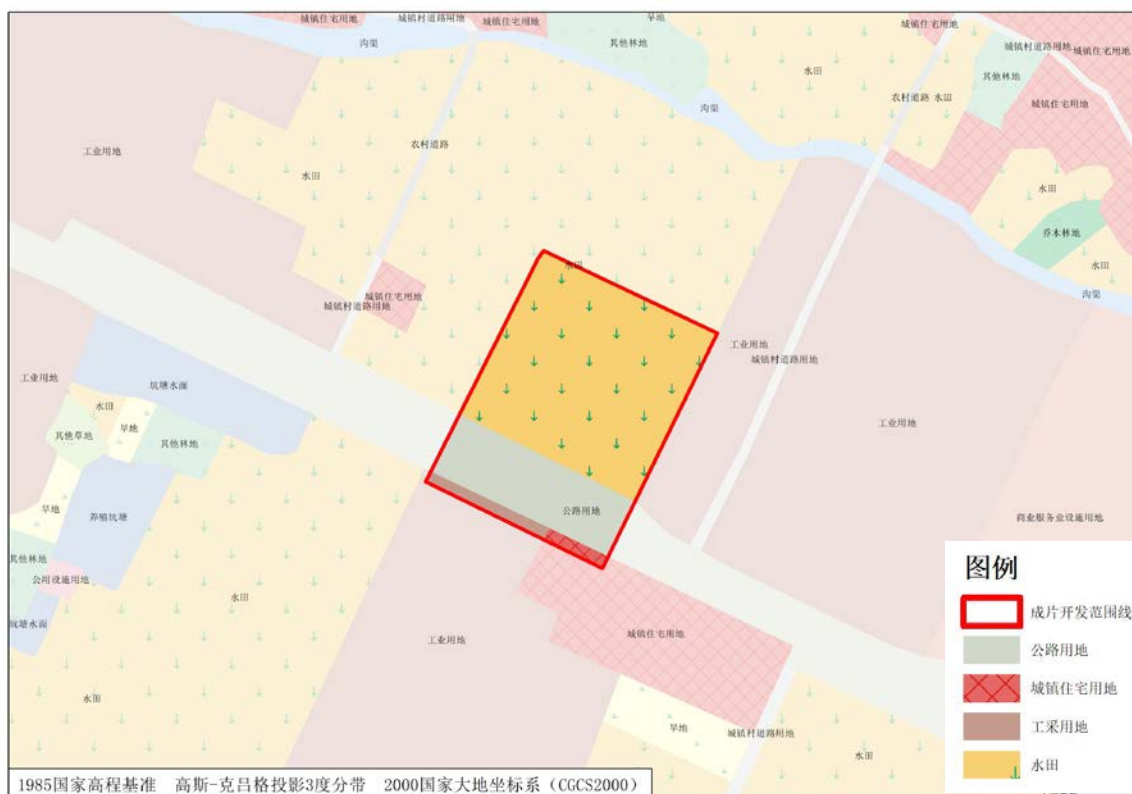 城镇住宅用地
城镇村道路用地
城镇住宅用地
旱地
城镇住宅用地
沟渠
其他林地
城镇村道路用地
城镇住宅用地
水田
其他林地
沟渠
农村道路
水田
城镇住宅用地
工业用地
农村道路
水田
水田
乔木林地
水田
水田
沟渠
城镇住宅用地
城镇村道路用地
工业用地
城镇村道路用地
工业用地
坑塘水面
水田
其他草地
旱地
其他林地
工业用地
旱地
养殖坑塘
公路用地
商业服务业设施用地
其他林地
公用设施用地
水田
坑塘水面
工业用地
城镇住宅用地
水田
旱地
城镇村道路用地
水田
图例
成片开发范围线
公路用地
城镇住宅用地
工采用地
水田
1985国家高程基准 高斯-克吕格投影3度分带 2000国家大地坐标系（CGCS2000）